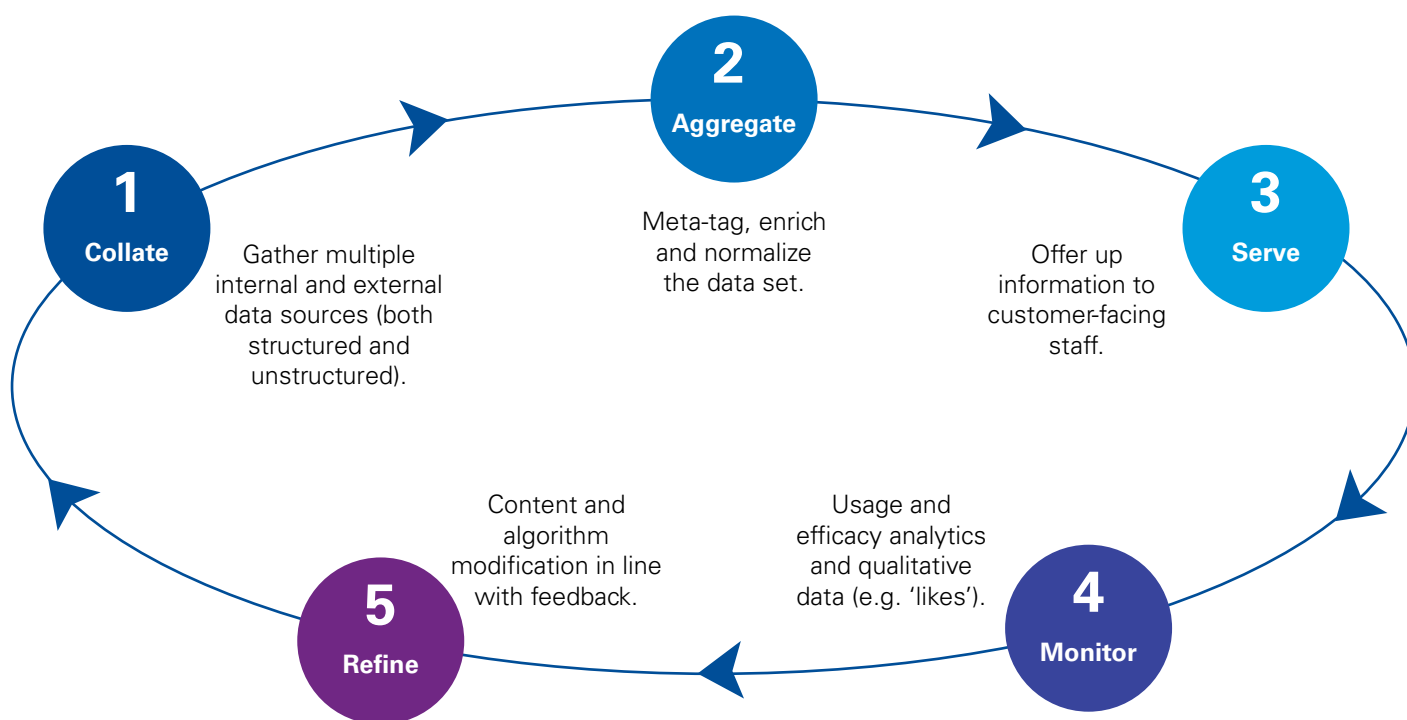 1
Collate
Gather multiple
internal and external
data sources (both
structured and
unstructured).
2
Aggregate
Meta-tag, enrich
and normalize
the data set.
3
Serve
Offer up
information to
customer-facing
staff.
4
Monitor
Usage and
efficacy analytics
and qualitative
data (e.g. ‘likes’).
5
Refine
Content and
algorithm
modification in line
with feedback.